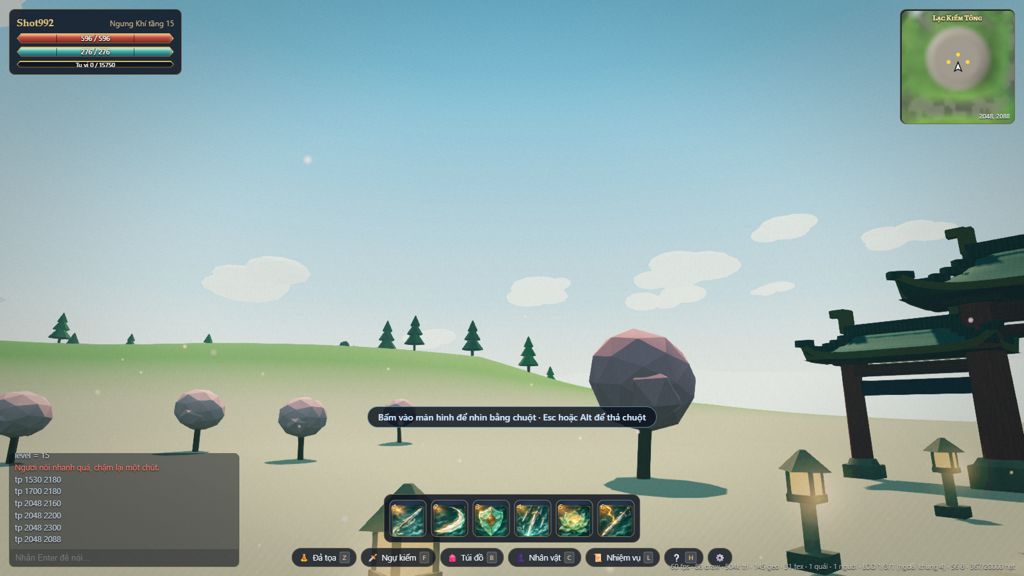 Shot992 Ngưng Khí tầng 15
596 / 596
276 / 276
Tu vi 0 / 15750
Lạc Kiếm Tông
2048, 2088
Bấm vào màn hình để nhìn bằng chuột · Esc hoặc Alt để thả chuột
level = 15
Ngươi nói nhanh quá, chậm lại một chút.
tp 1530 2180
tp 1700 2180
tp 2048 2160
tp 2048 2200
tp 2048 2300
tp 2048 2088
Nhấn Enter để nói...
Đả tọa Z
Ngự kiếm F
Túi đồ B
Nhân vật C
Nhiệm vụ L
? H